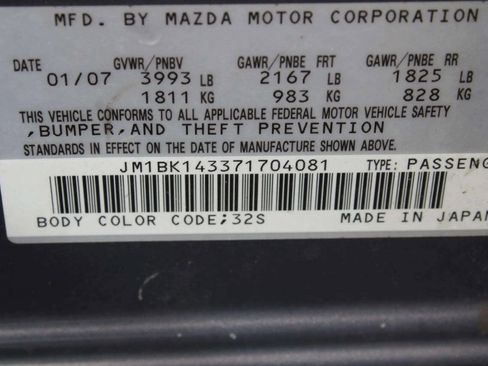 MFD. BY MAZDA MOTOR CORPORATION
DATE GVWR/PNBV GAWR/PNBE FRT GAWR/PNBE RR
01/07 3993 LB 2167 LB 1825 LB
1811 KG 983 KG 828 KG
THIS VEHICLE CONFORMS TO ALL APPLICABLE FEDERAL MOTOR VEHICLE SAFETY
,BUMPER,AND THEFT PREVENTION
STANDARDS IN EFFECT ON THE DATE OF MANUFACTURE SHOWN ABOVE.
JM1BK143371704081 TYPE: PASSENG
BODY COLOR CODE;32S MADE IN JAPAN